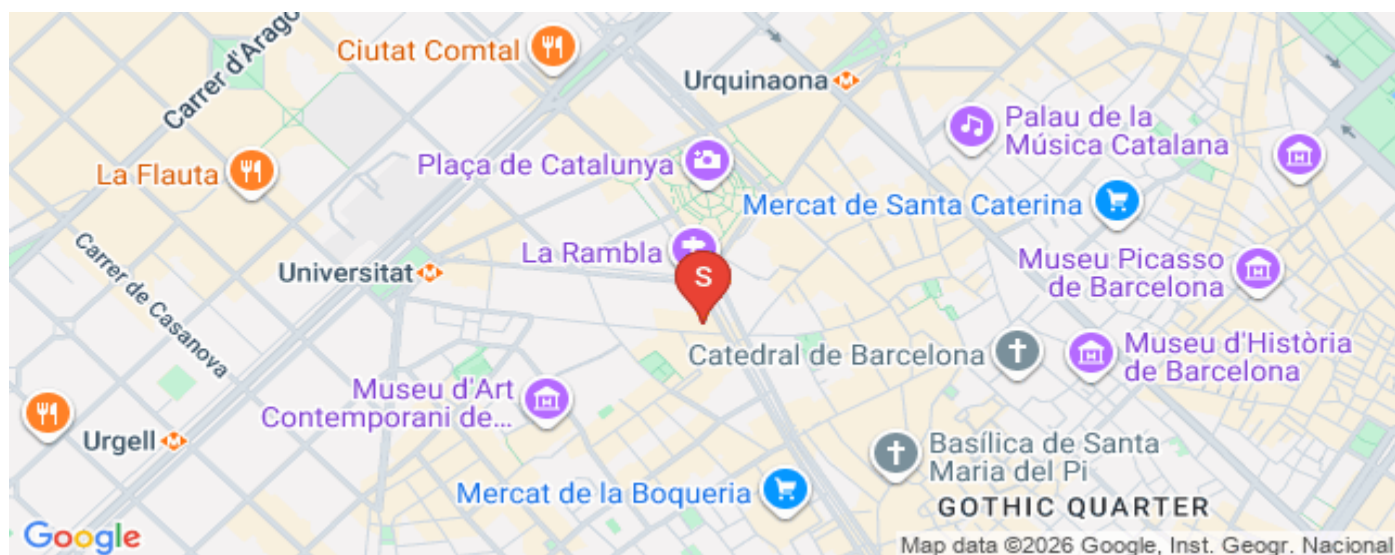 Carrer d'Arago
Ciutat Comtal
Urquinaona
Palau de la
Música Catalana
La Flauta
Plaça de Catalunya
Mercat de Santa Caterina
La Rambla
Carrer de Casanova
Universitat
Museu Picasso
de Barcelona
S
Catedral de Barcelona
Museu d'Història
de Barcelona
Museu d'Art
Contemporani de...
Urgell
Basílica de Santa
Maria del Pi
Mercat de la Boqueria
GOTHIC QUARTER
Google
Map data ©2026 Google, Inst. Geogr. Nacional